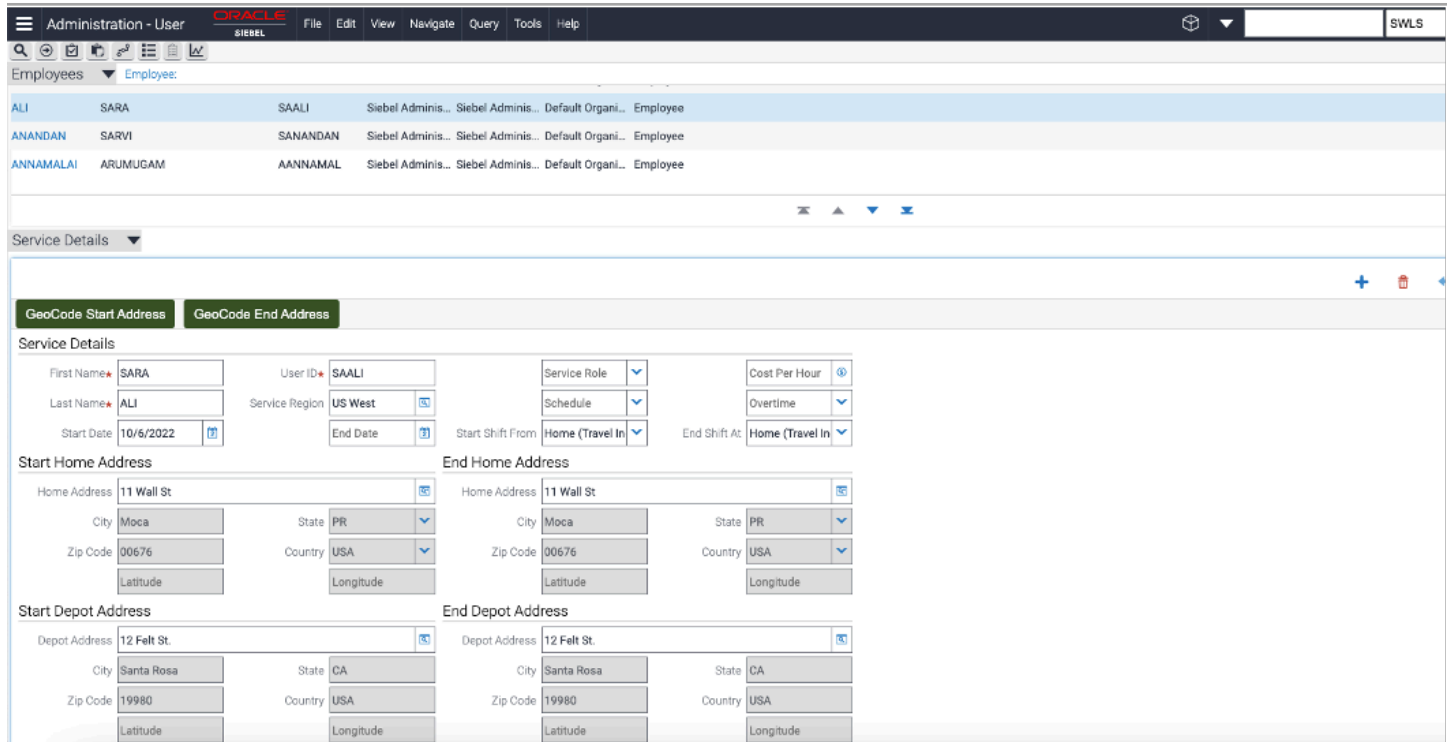 Administration - User ORACLE SIEBEL File Edit View Navigate Query Tools Help SWLS
Employees Employee:
ALI SARA SAALI Siebel Adminis... Siebel Adminis... Default Organi... Employee
ANANDAN SARVI SANANDAN Siebel Adminis... Siebel Adminis... Default Organi... Employee
ANNAMALAI ARUMUGAM AANNAMAL Siebel Adminis... Siebel Adminis... Default Organi... Employee
Service Details
GeoCode Start Address GeoCode End Address
Service Details
First Name* SARA User ID* SAALI Service Role Cost Per Hour
Last Name* ALI Service Region US West Schedule Overtime
Start Date 10/6/2022 End Date Start Shift From Home (Travel In End Shift At Home (Travel In
Start Home Address End Home Address
Home Address 11 Wall St Home Address 11 Wall St
City Moca State PR City Moca State PR
Zip Code 00676 Country USA Zip Code 00676 Country USA
Latitude Longitude Latitude Longitude
Start Depot Address End Depot Address
Depot Address 12 Felt St. Depot Address 12 Felt St.
City Santa Rosa State CA City Santa Rosa State CA
Zip Code 19980 Country USA Zip Code 19980 Country USA
Latitude Longitude Latitude Longitude